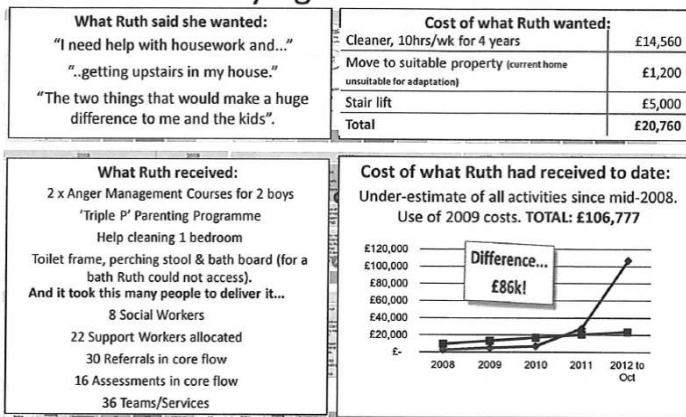 What Ruth said she wanted:
"I need help with housework and..."
"..getting upstairs in my house."
"The two things that would make a huge
difference to me and the kids".
Cost of what Ruth wanted:
Cleaner, 10hrs/wk for 4 years £14,560
Move to suitable property (current home
unsuitable for adaptation) £1,200
Stair lift £5,000
Total £20,760
What Ruth received:
2 x Anger Management Courses for 2 boys
'Triple P' Parenting Programme
Help cleaning 1 bedroom
Toilet frame, perching stool & bath board (for a
bath Ruth could not access).
And it took this many people to deliver it...
8 Social Workers
22 Support Workers allocated
30 Referrals in core flow
16 Assessments in core flow
36 Teams/Services
Cost of what Ruth had received to date:
Under-estimate of all activities since mid-2008.
Use of 2009 costs. TOTAL: £106,777
£120,000
£100,000
£80,000
£60,000
£40,000
£20,000
£-
Difference...
£86k!
2008 2009 2010 2011 2012 to
Oct